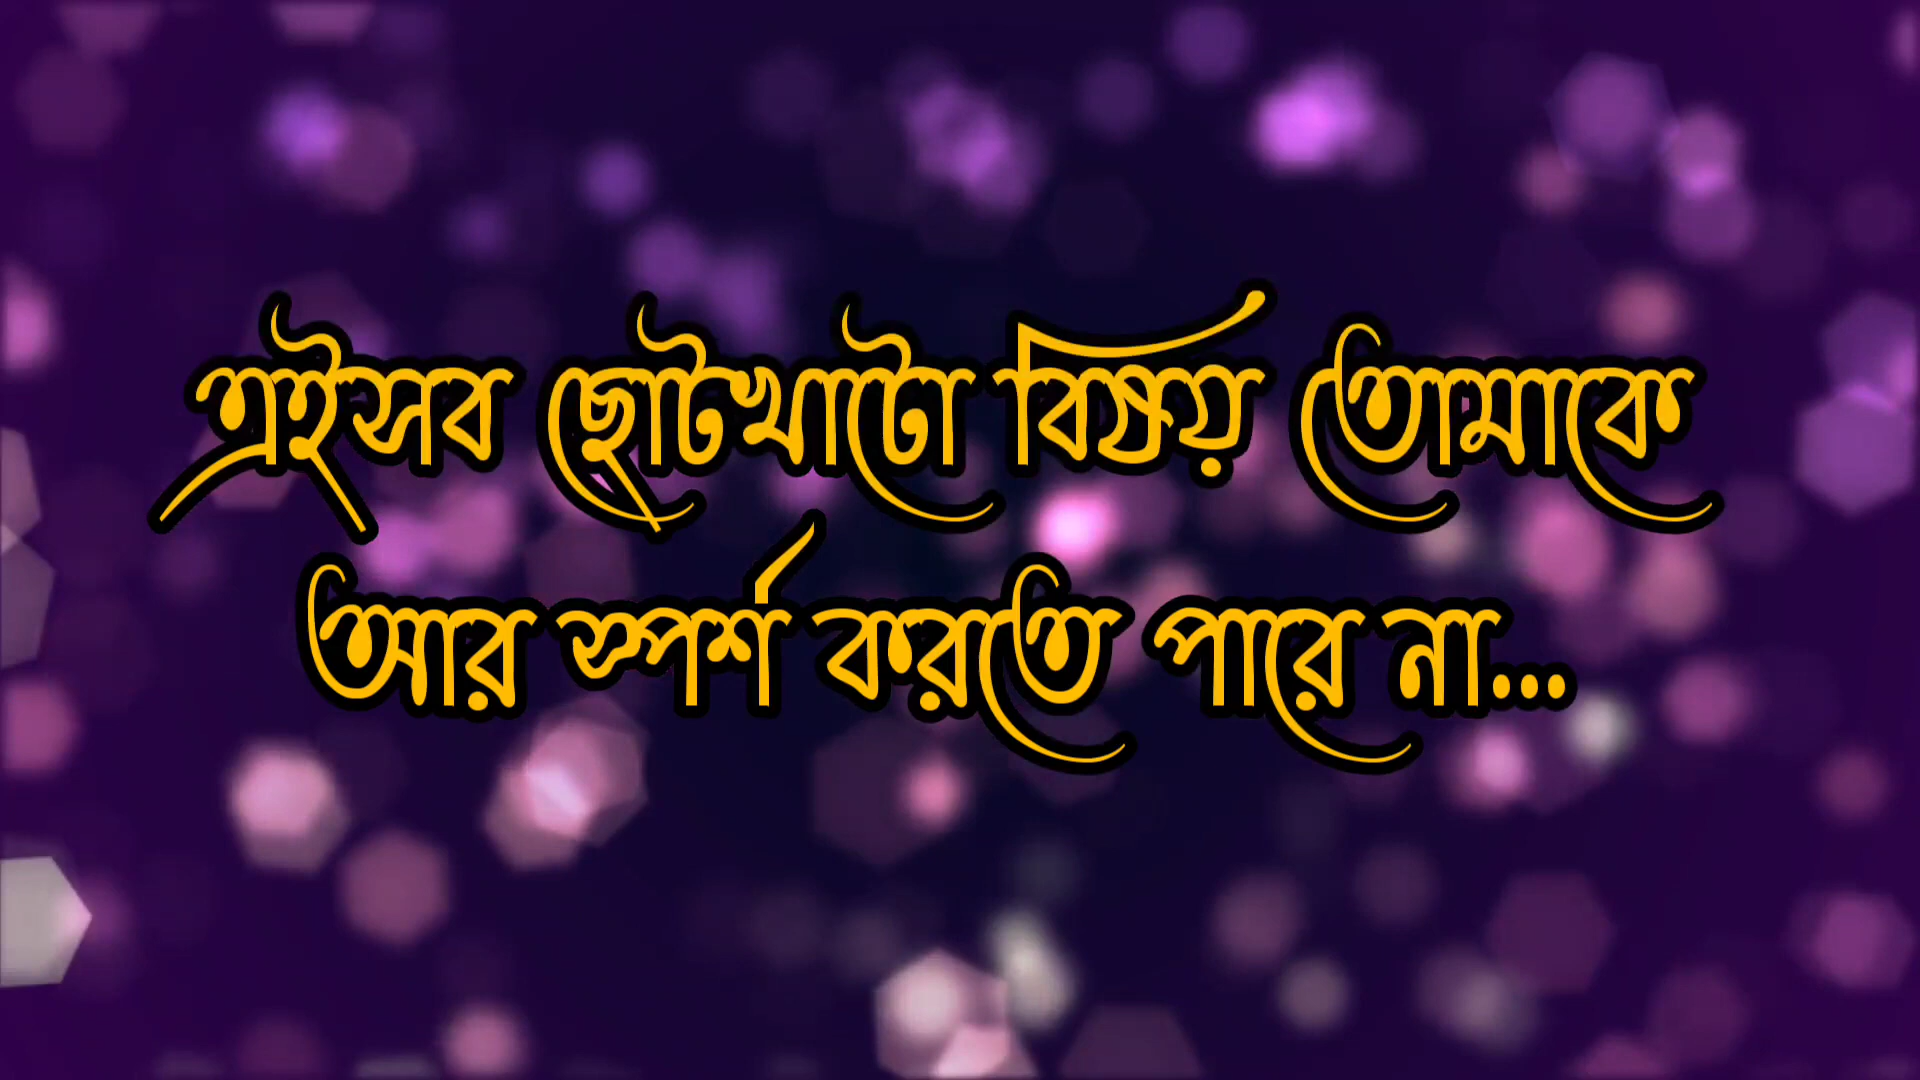 এইসব ছোটখাটো বিষয় তোমাকে
আর স্পর্শ করতে পারে না...